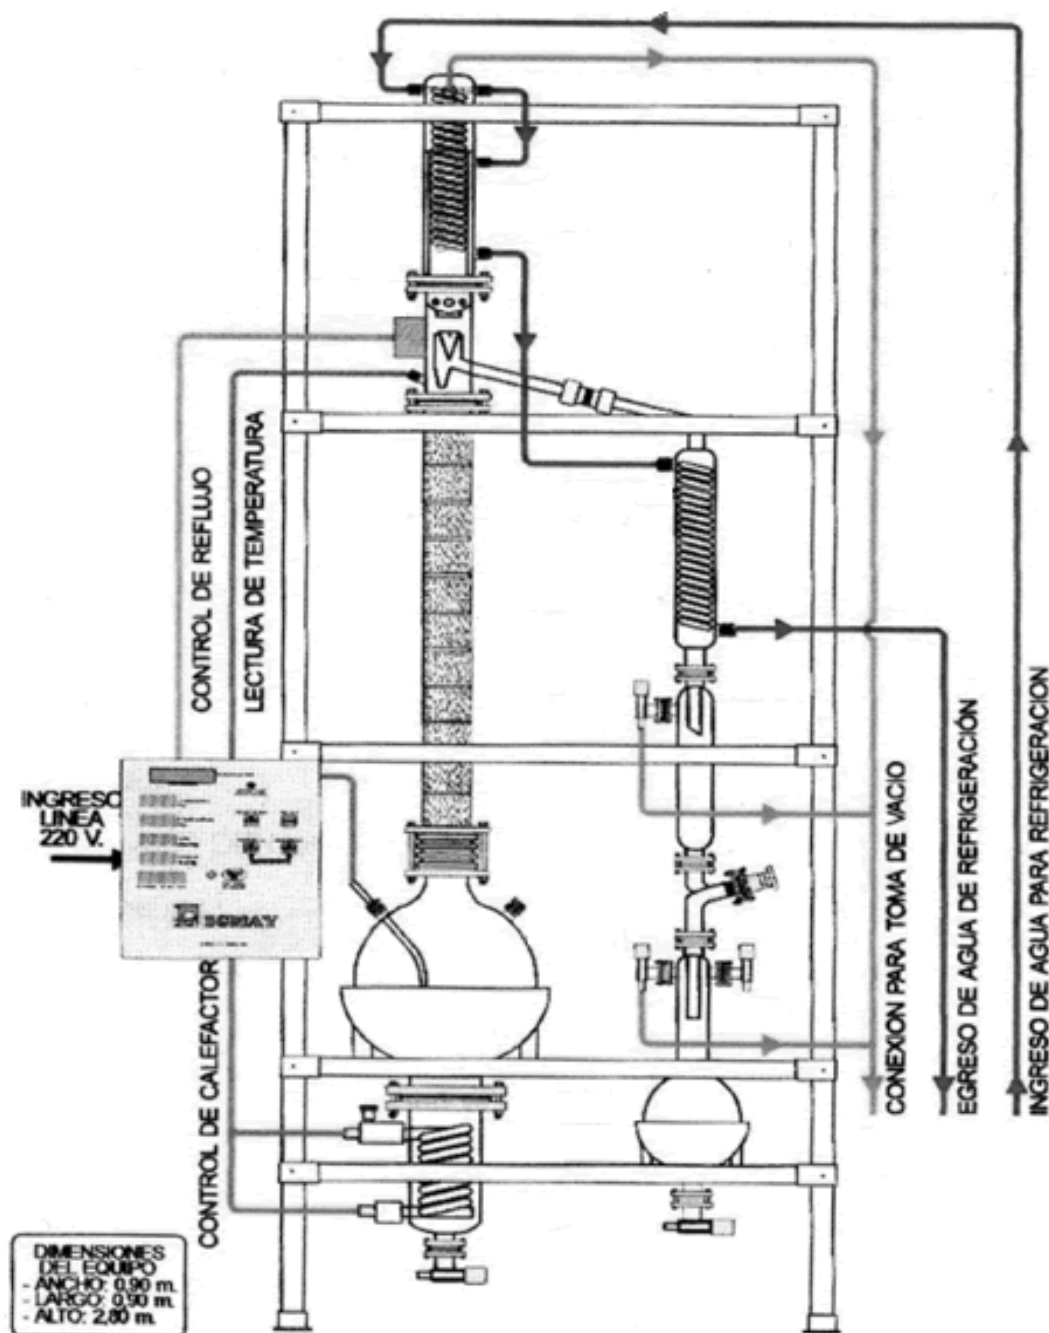 CONTROL DE REFLUJO
LECTURA DE TEMPERATURA
INGRESO
LINEA
220 V.
CONTROL DE CALEFACTOR
CONEXION PARA TOMA DE VACIO
EGRESO DE AGUA DE REFRIGERACIÓN
INGRESO DE AGUA PARA REFRIGERACION
DIMENSIONES
DEL EQUIPO
- ANCHO: 0,90 m.
- LARGO: 0,90 m.
- ALTO: 2,80 m.